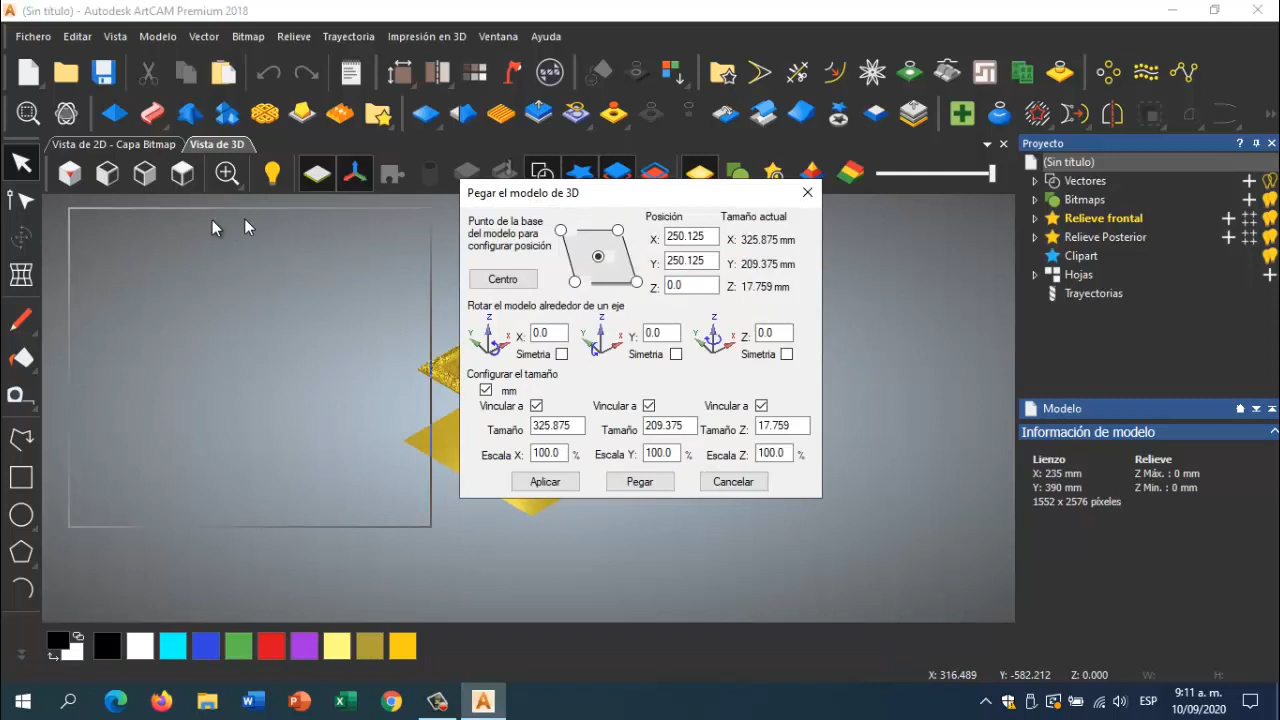 (Sin título) - Autodesk ArtCAM Premium 2018
Fichero Editar Vista Modelo Vector Bitmap Relieve Trayectoria Impresión en 3D Ventana Ayuda
Vista de 2D - Capa Bitmap Vista de 3D
Proyecto
(Sin título)
Vectores
Bitmaps
Relieve frontal
Relieve Posterior
Clipart
Hojas
Trayectorias
Pegar el modelo de 3D
Punto de la base
del modelo para
configurar posición
Centro
Posición Tamaño actual
X: 250.125 X: 325.875 mm
Y: 250.125 Y: 209.375 mm
Z: 0.0 Z: 17.759 mm
Rotar el modelo alrededor de un eje
Z Y X X: 0.0 Z Y X Y: 0.0 Z Y X Z: 0.0
Simetria Simetria Simetria
Configurar el tamaño
mm
Vincular a Vincular a Vincular a
Tamaño 325.875 Tamaño 209.375 Tamaño Z: 17.759
Escala X: 100.0 % Escala Y: 100.0 % Escala Z: 100.0 %
Aplicar Pegar Cancelar
Modelo
Información de modelo
Lienzo Relieve
X: 235 mm Z Máx. : 0 mm
Y: 390 mm Z Min. : 0 mm
1552 x 2576 píxeles
X: 316.489 Y: -582.212 Z: 0.000 W: H:
ESP
9:11 a. m.
10/09/2020